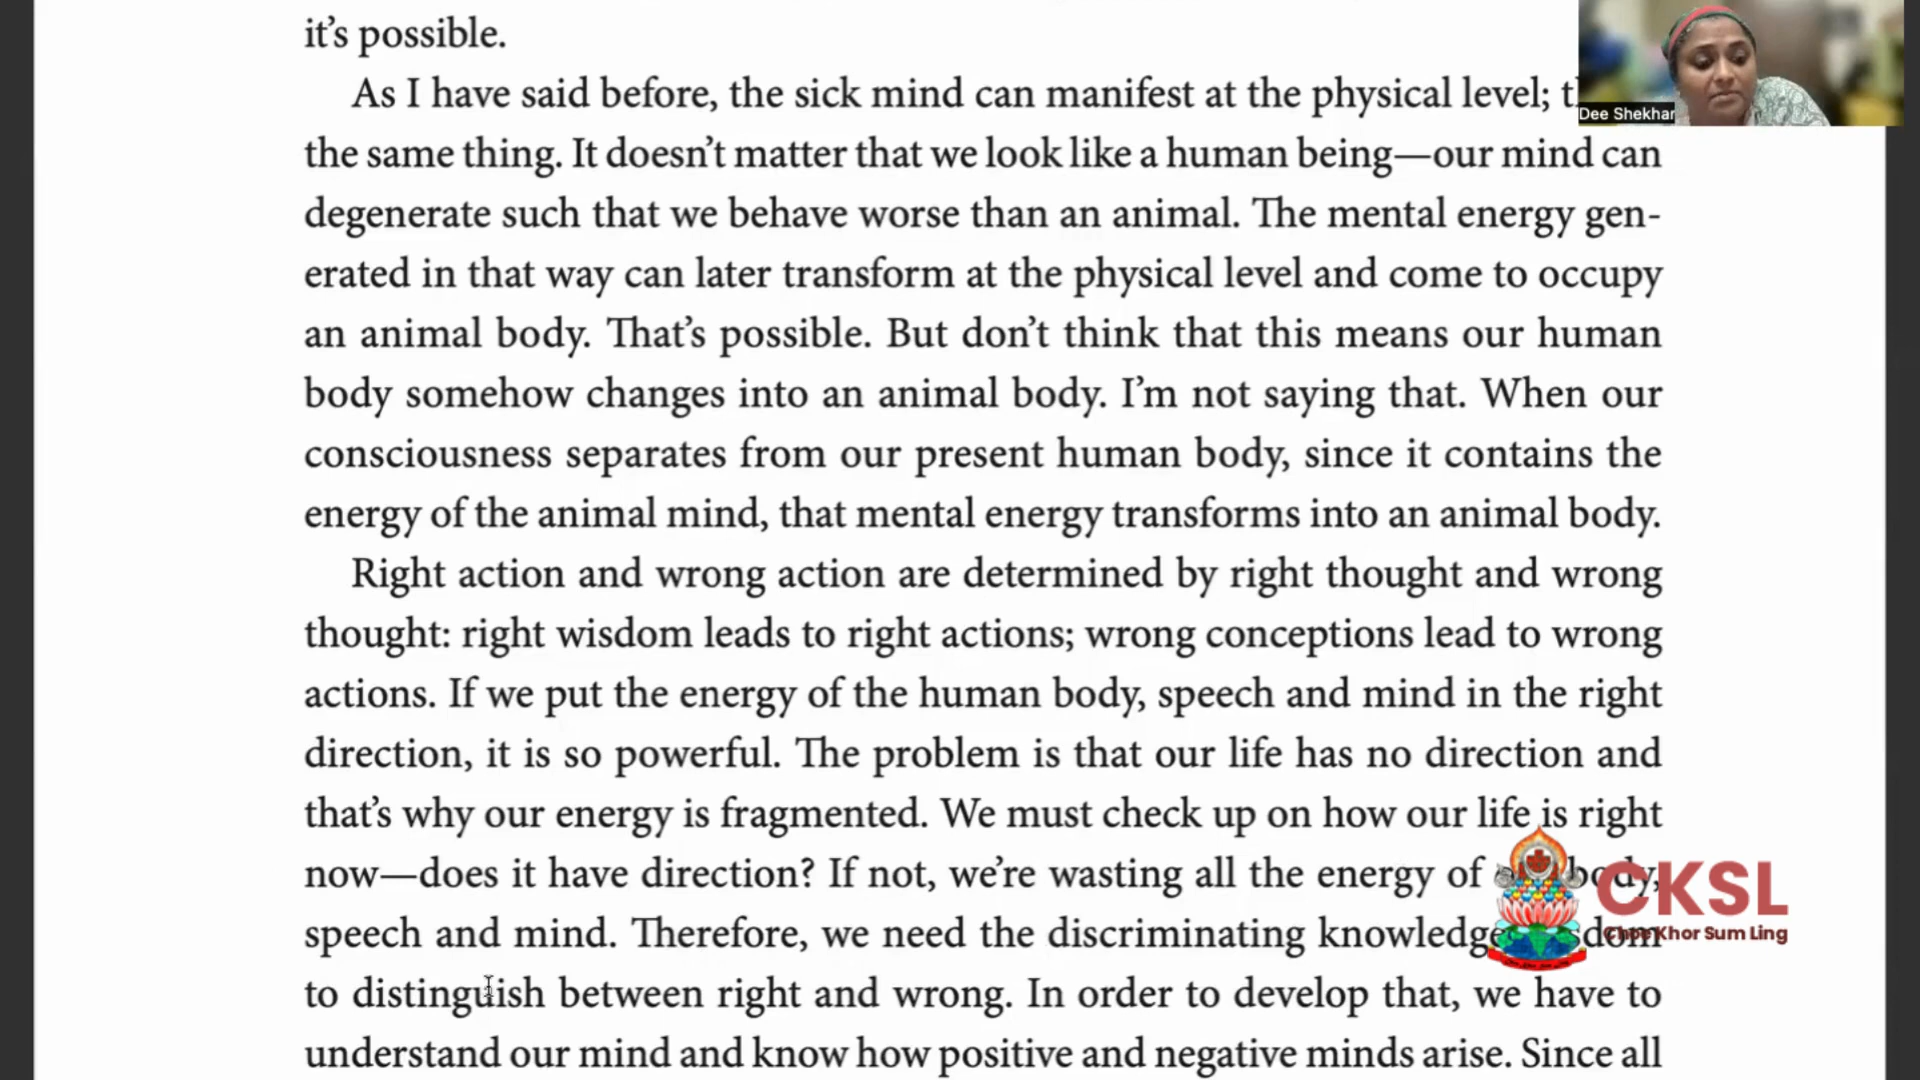 it's possible.
As I have said before, the sick mind can manifest at the physical level;
the same thing. It doesn't matter that we look like a human being—our mind can
degenerate such that we behave worse than an animal. The mental energy gen-
erated in that way can later transform at the physical level and come to occupy
an animal body. That's possible. But don't think that this means our human
body somehow changes into an animal body. I'm not saying that. When our
consciousness separates from our present human body, since it contains the
energy of the animal mind, that mental energy transforms into an animal body.
Right action and wrong action are determined by right thought and wrong
thought: right wisdom leads to right actions; wrong conceptions lead to wrong
actions. If we put the energy of the human body, speech and mind in the right
direction, it is so powerful. The problem is that our life has no direction and
that's why our energy is fragmented. We must check up on how our life is right
now—does it have direction? If not, we're wasting all the energy of body,
speech and mind. Therefore, we need the discriminating
to distinguish between right and wrong. In order to develop that, we have to
understand our mind and know how positive and negative minds arise. Since all
Dee Shekhar
CKSL
Choe Khor Sum Ling